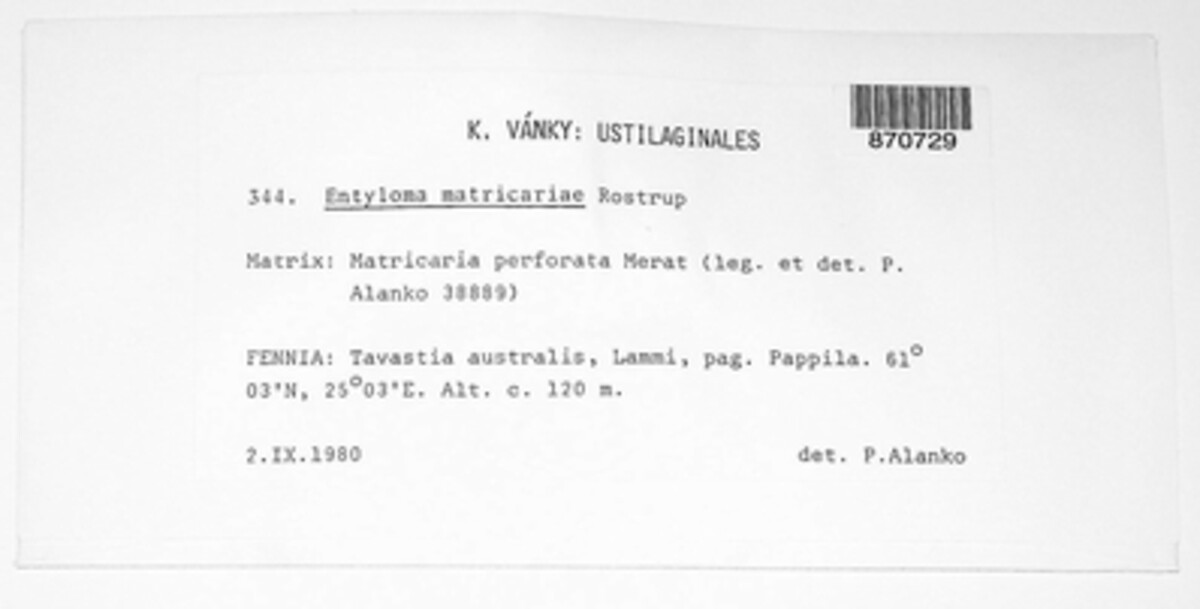 K. VÁNKY: USTILAGINALES
870729
344. Entyloma matricariae Rostrup
Matrix: Matricaria perforata Merat (leg. et det. P.
Alanko 38889)
FENNIA: Tavastia australis, Lammi, pag. Pappila. 61°
03'N, 25°03'E. Alt. c. 120 m.
2.IX.1980 det. P.Alanko